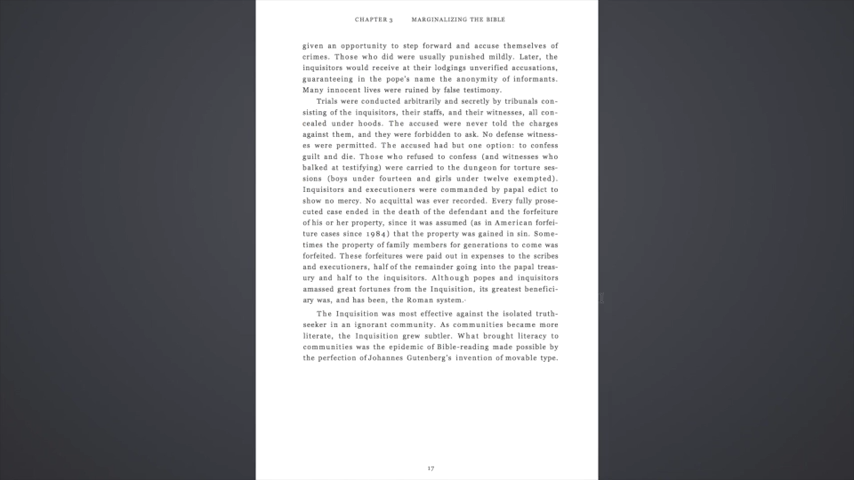 CHAPTER 3 MARGINALIZING THE BIBLE
given an opportunity to step forward and accuse themselves of
crimes. Those who did were usually punished mildly. Later, the
inquisitors would receive at their lodgings unverified accusations,
guaranteeing in the pope's name the anonymity of informants.
Many innocent lives were ruined by false testimony.
Trials were conducted arbitrarily and secretly by tribunals con-
sisting of the inquisitors, their staffs, and their witnesses, all con-
cealed under hoods. The accused were never told the charges
against them, and they were forbidden to ask. No defense witness-
es were permitted. The accused had but one option: to confess
guilt and die. Those who refused to confess (and witnesses who
balked at testifying) were carried to the dungeon for torture ses-
sions (boys under fourteen and girls under twelve exempted).
Inquisitors and executioners were commanded by papal edict to
show no mercy. No acquittal was ever recorded. Every fully prose-
cuted case ended in the death of the defendant and the forfeiture
of his or her property, since it was assumed (as in American forfei-
ture cases since 1984) that the property was gained in sin. Some-
times the property of family members for generations to come was
forfeited. These forfeitures were paid out in expenses to the scribes
and executioners, half of the remainder going into the papal treas-
ury and half to the inquisitors. Although popes and inquisitors
amassed great fortunes from the Inquisition, its greatest benefici-
ary was, and has been, the Roman system.
The Inquisition was most effective against the isolated truth-
seeker in an ignorant community. As communities became more
literate, the Inquisition grew subtler. What brought literacy to
communities was the epidemic of Bible-reading made possible by
the perfection of Johannes Gutenberg's invention of movable type.
17